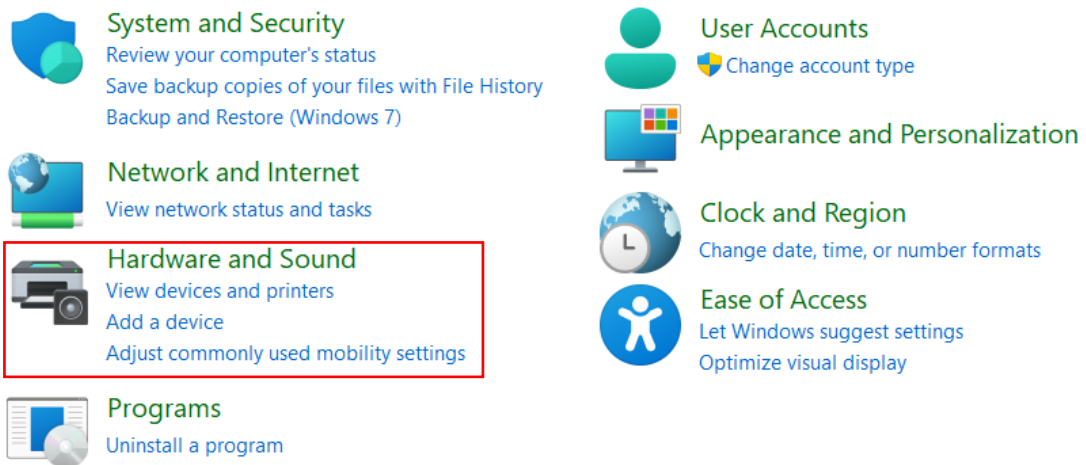 System and Security
Review your computer's status
Save backup copies of your files with File History
Backup and Restore (Windows 7)
Network and Internet
View network status and tasks
Hardware and Sound
View devices and printers
Add a device
Adjust commonly used mobility settings
Programs
Uninstall a program
User Accounts
Change account type
Appearance and Personalization
Clock and Region
Change date, time, or number formats
Ease of Access
Let Windows suggest settings
Optimize visual display